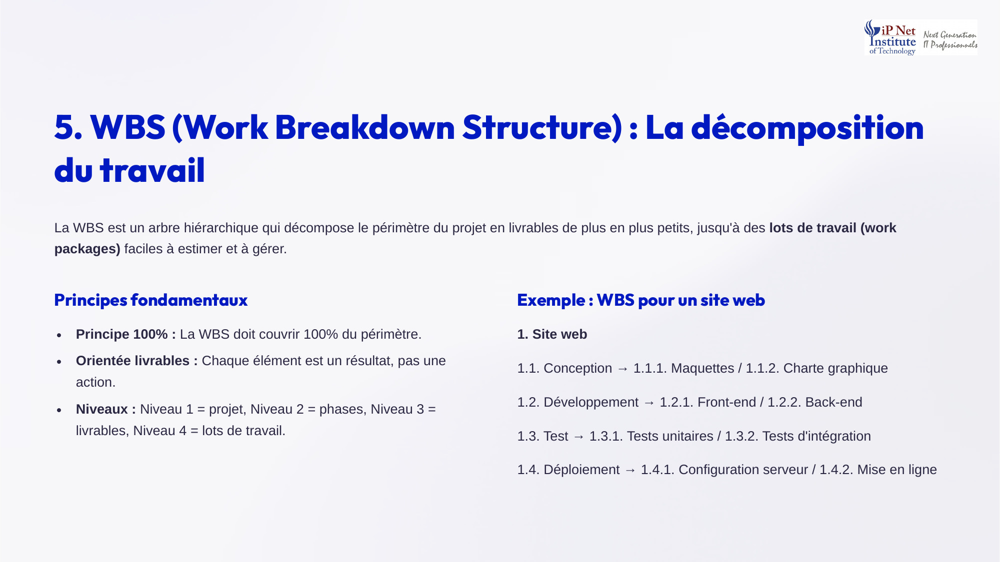 iP Net
Institute
of Technology
Next Generation
IT Professionnels
5. WBS (Work Breakdown Structure) : La décomposition
du travail
La WBS est un arbre hiérarchique qui décompose le périmètre du projet en livrables de plus en plus petits, jusqu'à des lots de travail (work
packages) faciles à estimer et à gérer.
Principes fondamentaux
• Principe 100% : La WBS doit couvrir 100% du périmètre.
• Orientée livrables : Chaque élément est un résultat, pas une
action.
• Niveaux : Niveau 1 = projet, Niveau 2 = phases, Niveau 3 =
livrables, Niveau 4 = lots de travail.
Exemple : WBS pour un site web
1. Site web
1.1. Conception → 1.1.1. Maquettes / 1.1.2. Charte graphique
1.2. Développement → 1.2.1. Front-end / 1.2.2. Back-end
1.3. Test → 1.3.1. Tests unitaires / 1.3.2. Tests d'intégration
1.4. Déploiement → 1.4.1. Configuration serveur / 1.4.2. Mise en ligne